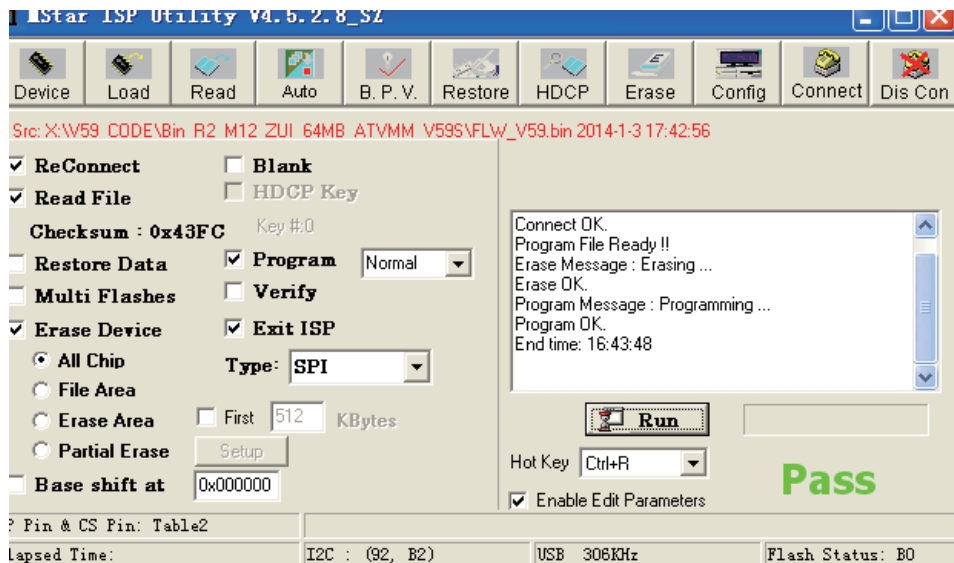 MStar ISP Utility V4.5.2.8_SZ
Device Load Read Auto B. P. V. Restore HDCP Erase Config Connect Dis Con
Src: X:\V59_CODE\Bin_R2_M12_ZUI_64MB_ATVMM_V59S\FLW_V59.bin 2014-1-3 17:42:56
ReConnect Blank
Read File HDCP Key
Checksum : 0x43FC Key #:0
Restore Data Program Normal
Multi Flashes Verify
Erase Device Exit ISP
All Chip Type: SPI
File Area
Erase Area First 512 KBytes
Partial Erase Setup
Base shift at 0x000000
Connect OK.
Program File Ready !!
Erase Message : Erasing ...
Erase OK.
Program Message : Programming ...
Program OK.
End time: 16:43:48
Run
Hot Key Ctrl+R
Pass
Enable Edit Parameters
P Pin & CS Pin: Table2
lapsed Time: I2C : (92, B2) USB 306KHz Flash Status: B0